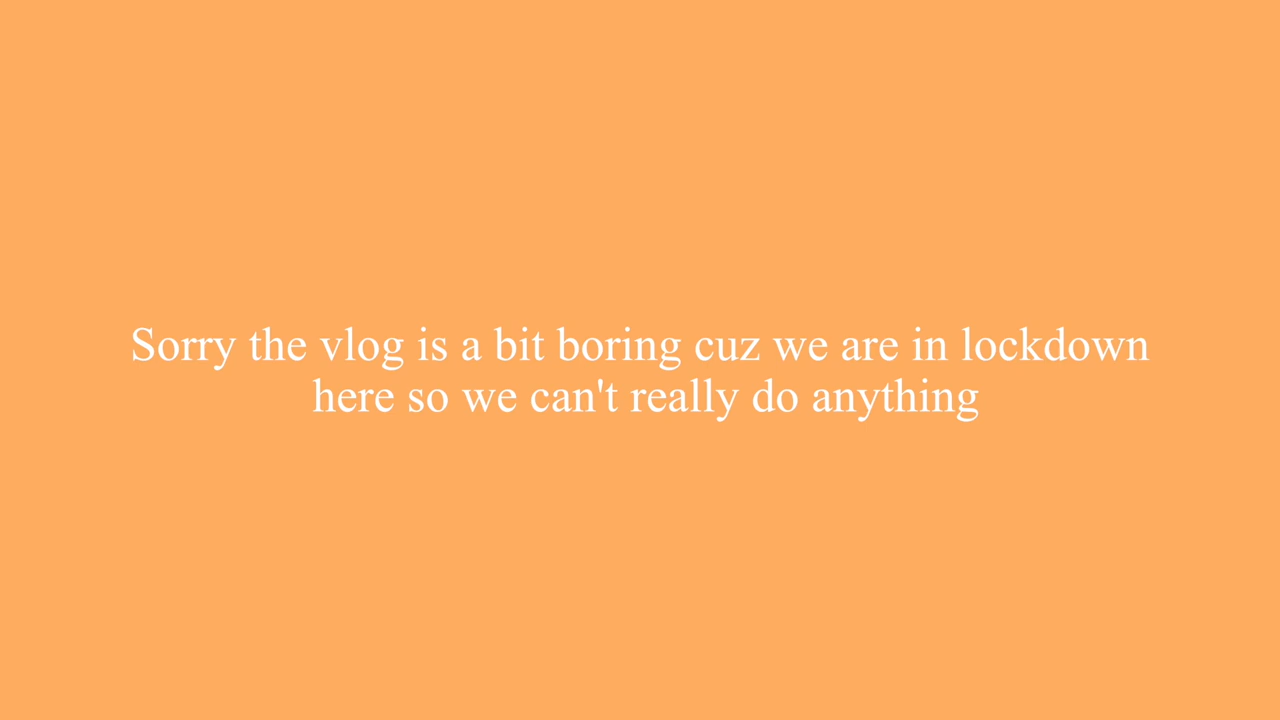 Sorry the vlog is a bit boring cuz we are in lockdown
here so we can't really do anything